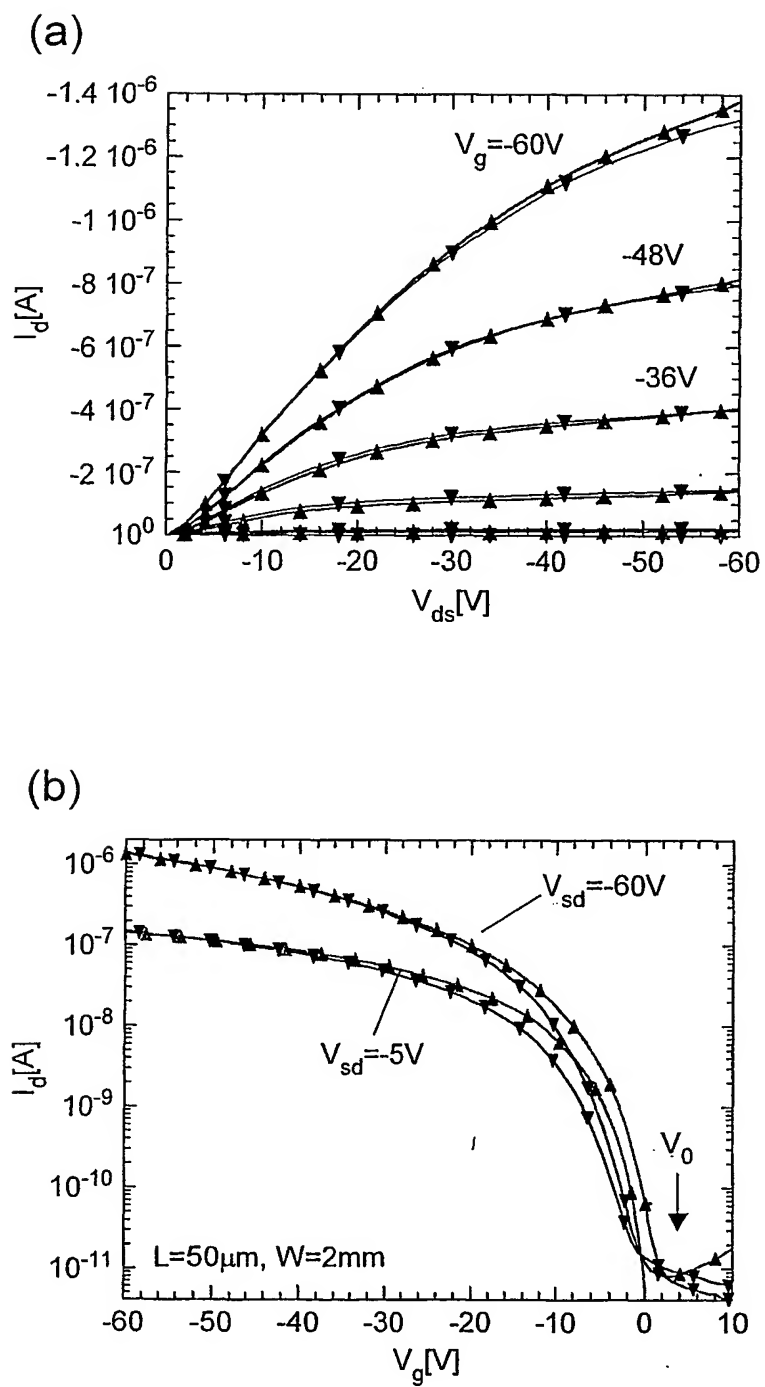 (a)
-1.4 10⁻⁶
-1.2 10⁻⁶
-1 10⁻⁶
-8 10⁻⁷
-6 10⁻⁷
-4 10⁻⁷
-2 10⁻⁷
10⁰
I_d[A]
V_g=-60V
-48V
-36V
0 -10 -20 -30 -40 -50 -60
V_ds[V]
(b)
10⁻⁶
10⁻⁷
10⁻⁸
10⁻⁹
10⁻¹⁰
10⁻¹¹
I_d[A]
V_sd=-60V
V_sd=-5V
V_0
L=50μm, W=2mm
-60 -50 -40 -30 -20 -10 0 10
V_g[V]